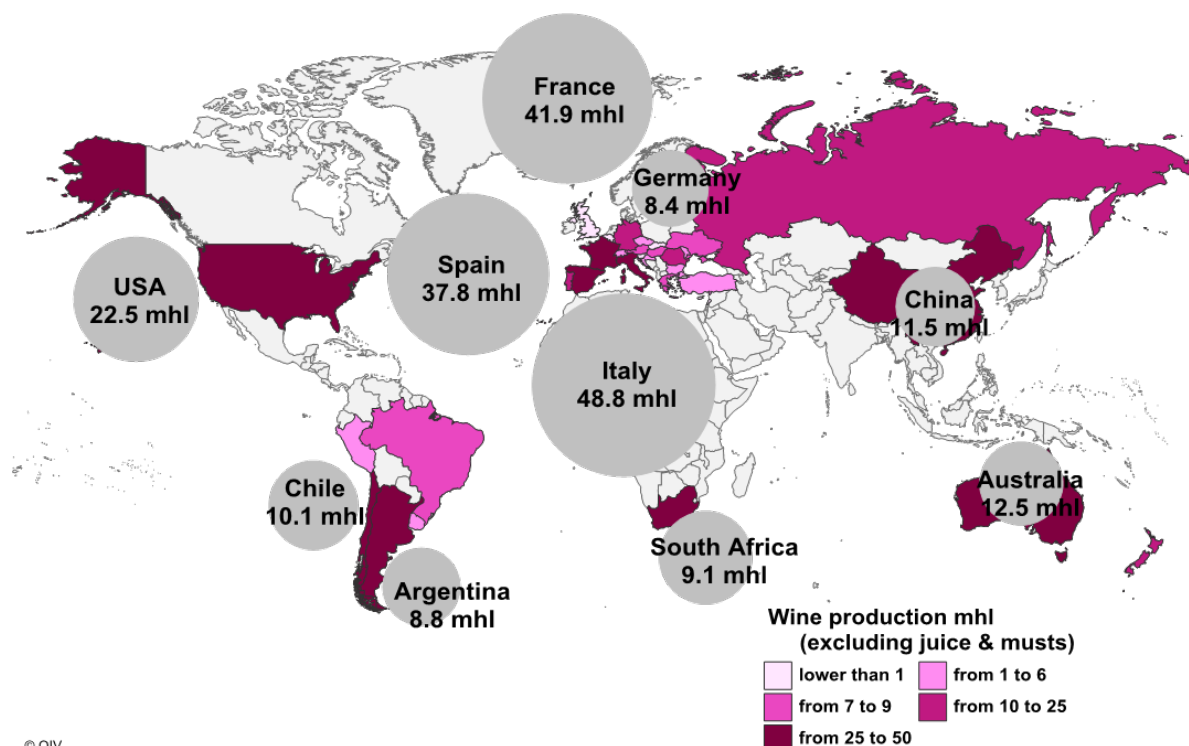 France
41.9 mhl
Germany
8.4 mhl
Spain
37.8 mhl
USA
22.5 mhl
China
11.5 mhl
Italy
48.8 mhl
Chile
10.1 mhl
Australia
12.5 mhl
South Africa
9.1 mhl
Argentina
8.8 mhl
Wine production mhl
(excluding juice & musts)
lower than 1
from 1 to 6
from 7 to 9
from 10 to 25
from 25 to 50
© OIV